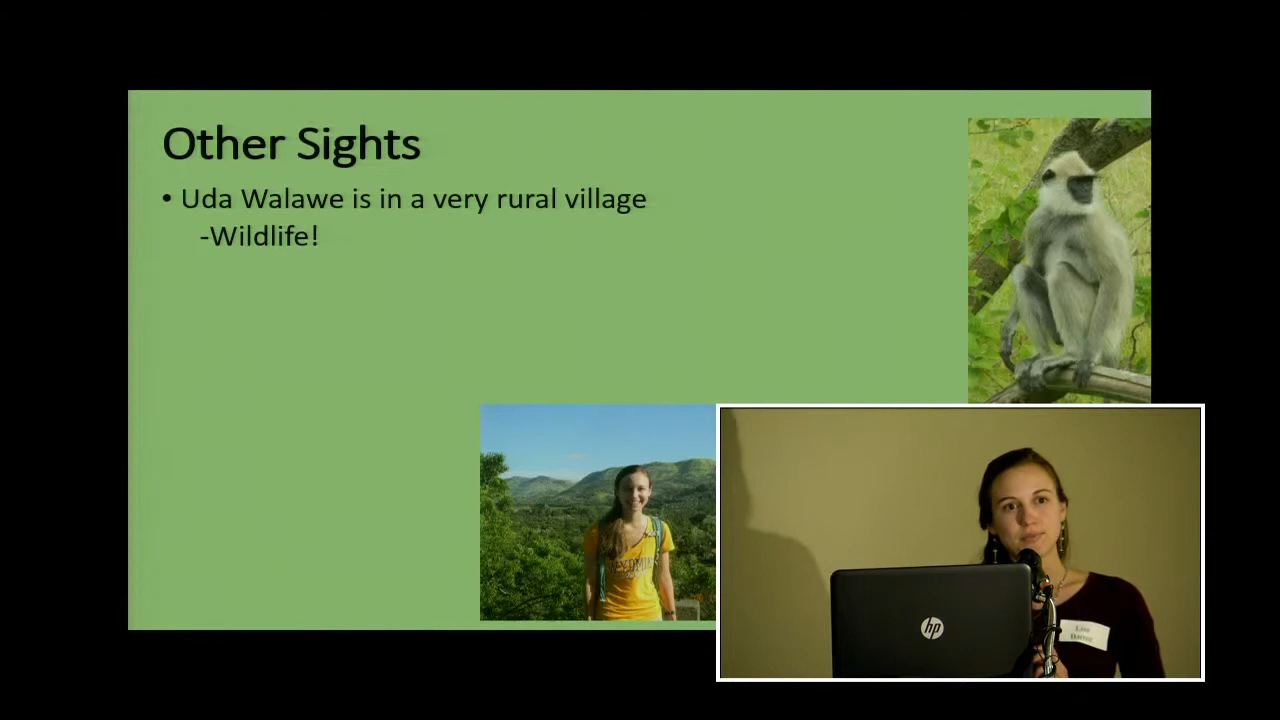 Other Sights
• Uda Walawe is in a very rural village
-Wildlife!
hp